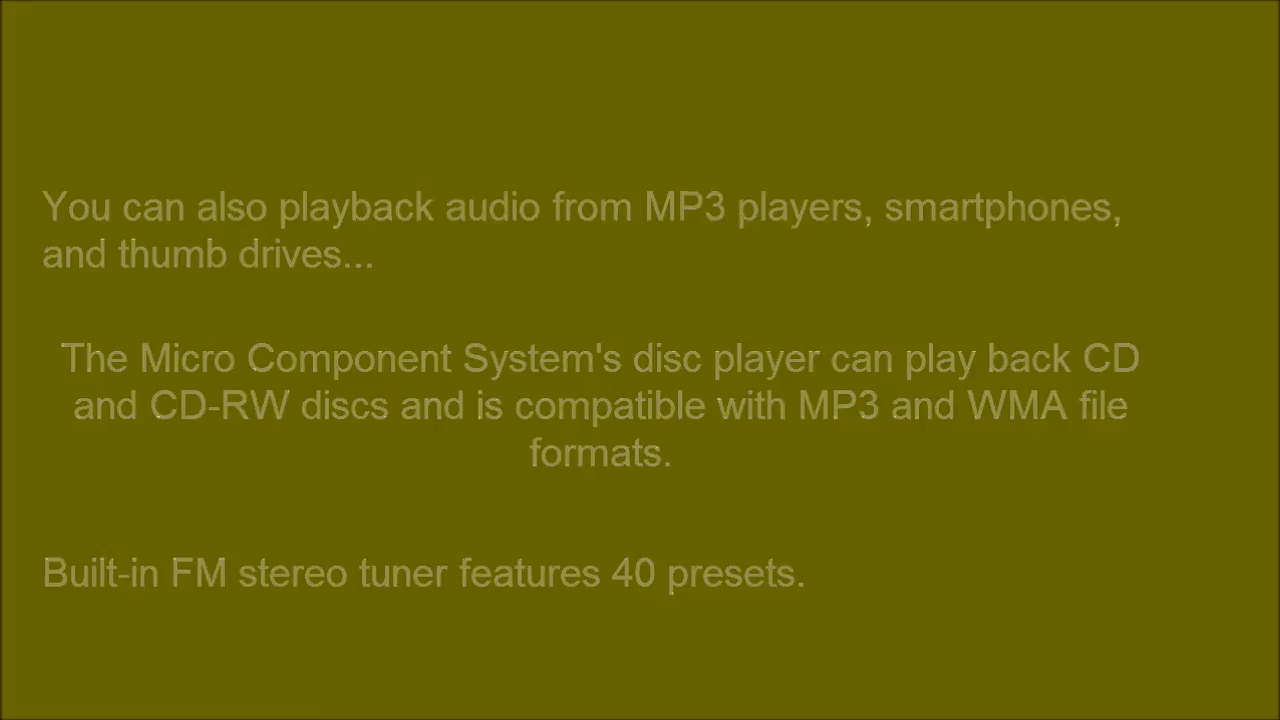 You can also playback audio from MP3 players, smartphones,
and thumb drives...
The Micro Component System's disc player can play back CD
and CD-RW discs and is compatible with MP3 and WMA file
formats.
Built-in FM stereo tuner features 40 presets.